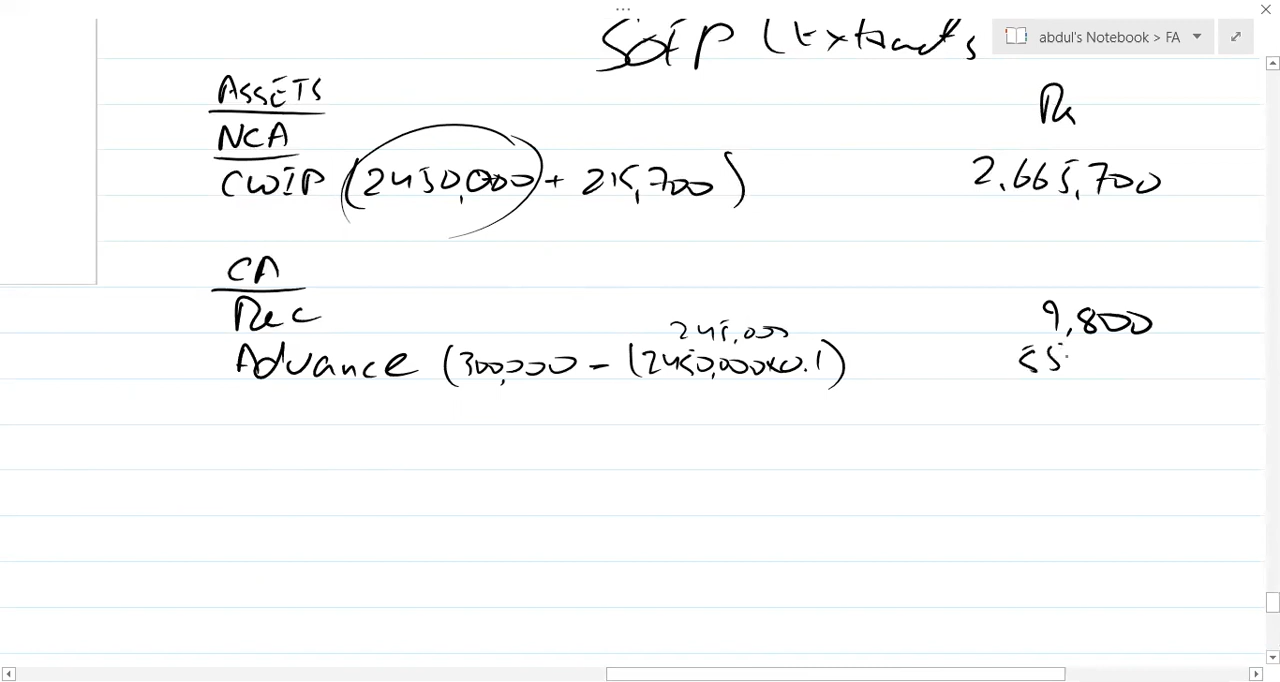 SOFP (Extracts
abdul's Notebook > FA
ASSETS
Rs
NCA
CWIP (2450,000 + 215,700) 2,665,700
CA
Rec 9,800
245,000
Advance (300,000 - (2450,000x0.1) 55